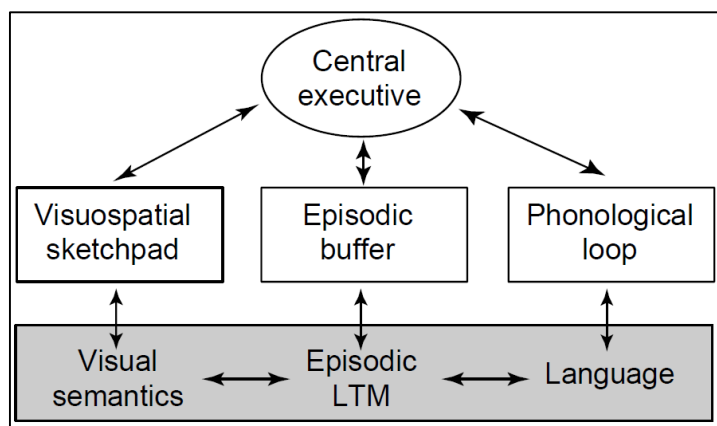 Central
executive
Visuospatial
sketchpad
Episodic
buffer
Phonological
loop
Visual
semantics
Episodic
LTM
Language